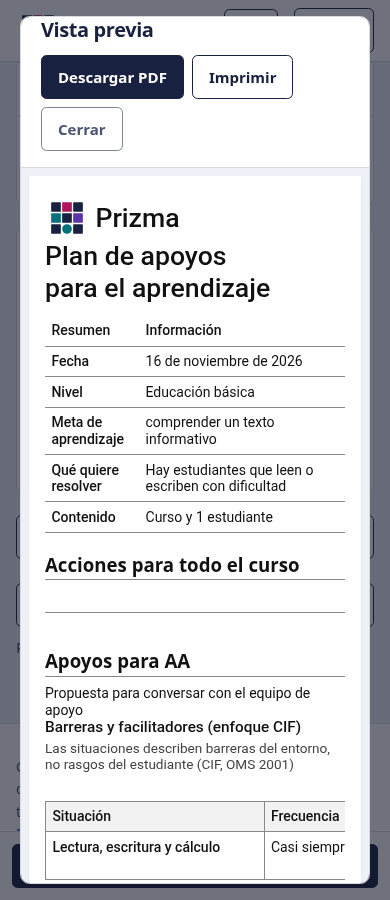 Vista previa
Descargar PDF
Imprimir
Cerrar
Prizma
Plan de apoyos
para el aprendizaje
Resumen Información
Fecha 16 de noviembre de 2026
Nivel Educación básica
Meta de aprendizaje comprender un texto informativo
Qué quiere resolver Hay estudiantes que leen o escriben con dificultad
Contenido Curso y 1 estudiante
Acciones para todo el curso
Apoyos para AA
Propuesta para conversar con el equipo de
apoyo
Barreras y facilitadores (enfoque CIF)
Las situaciones describen barreras del entorno,
no rasgos del estudiante (CIF, OMS 2001)
Situación Frecuencia
Lectura, escritura y cálculo Casi siempr